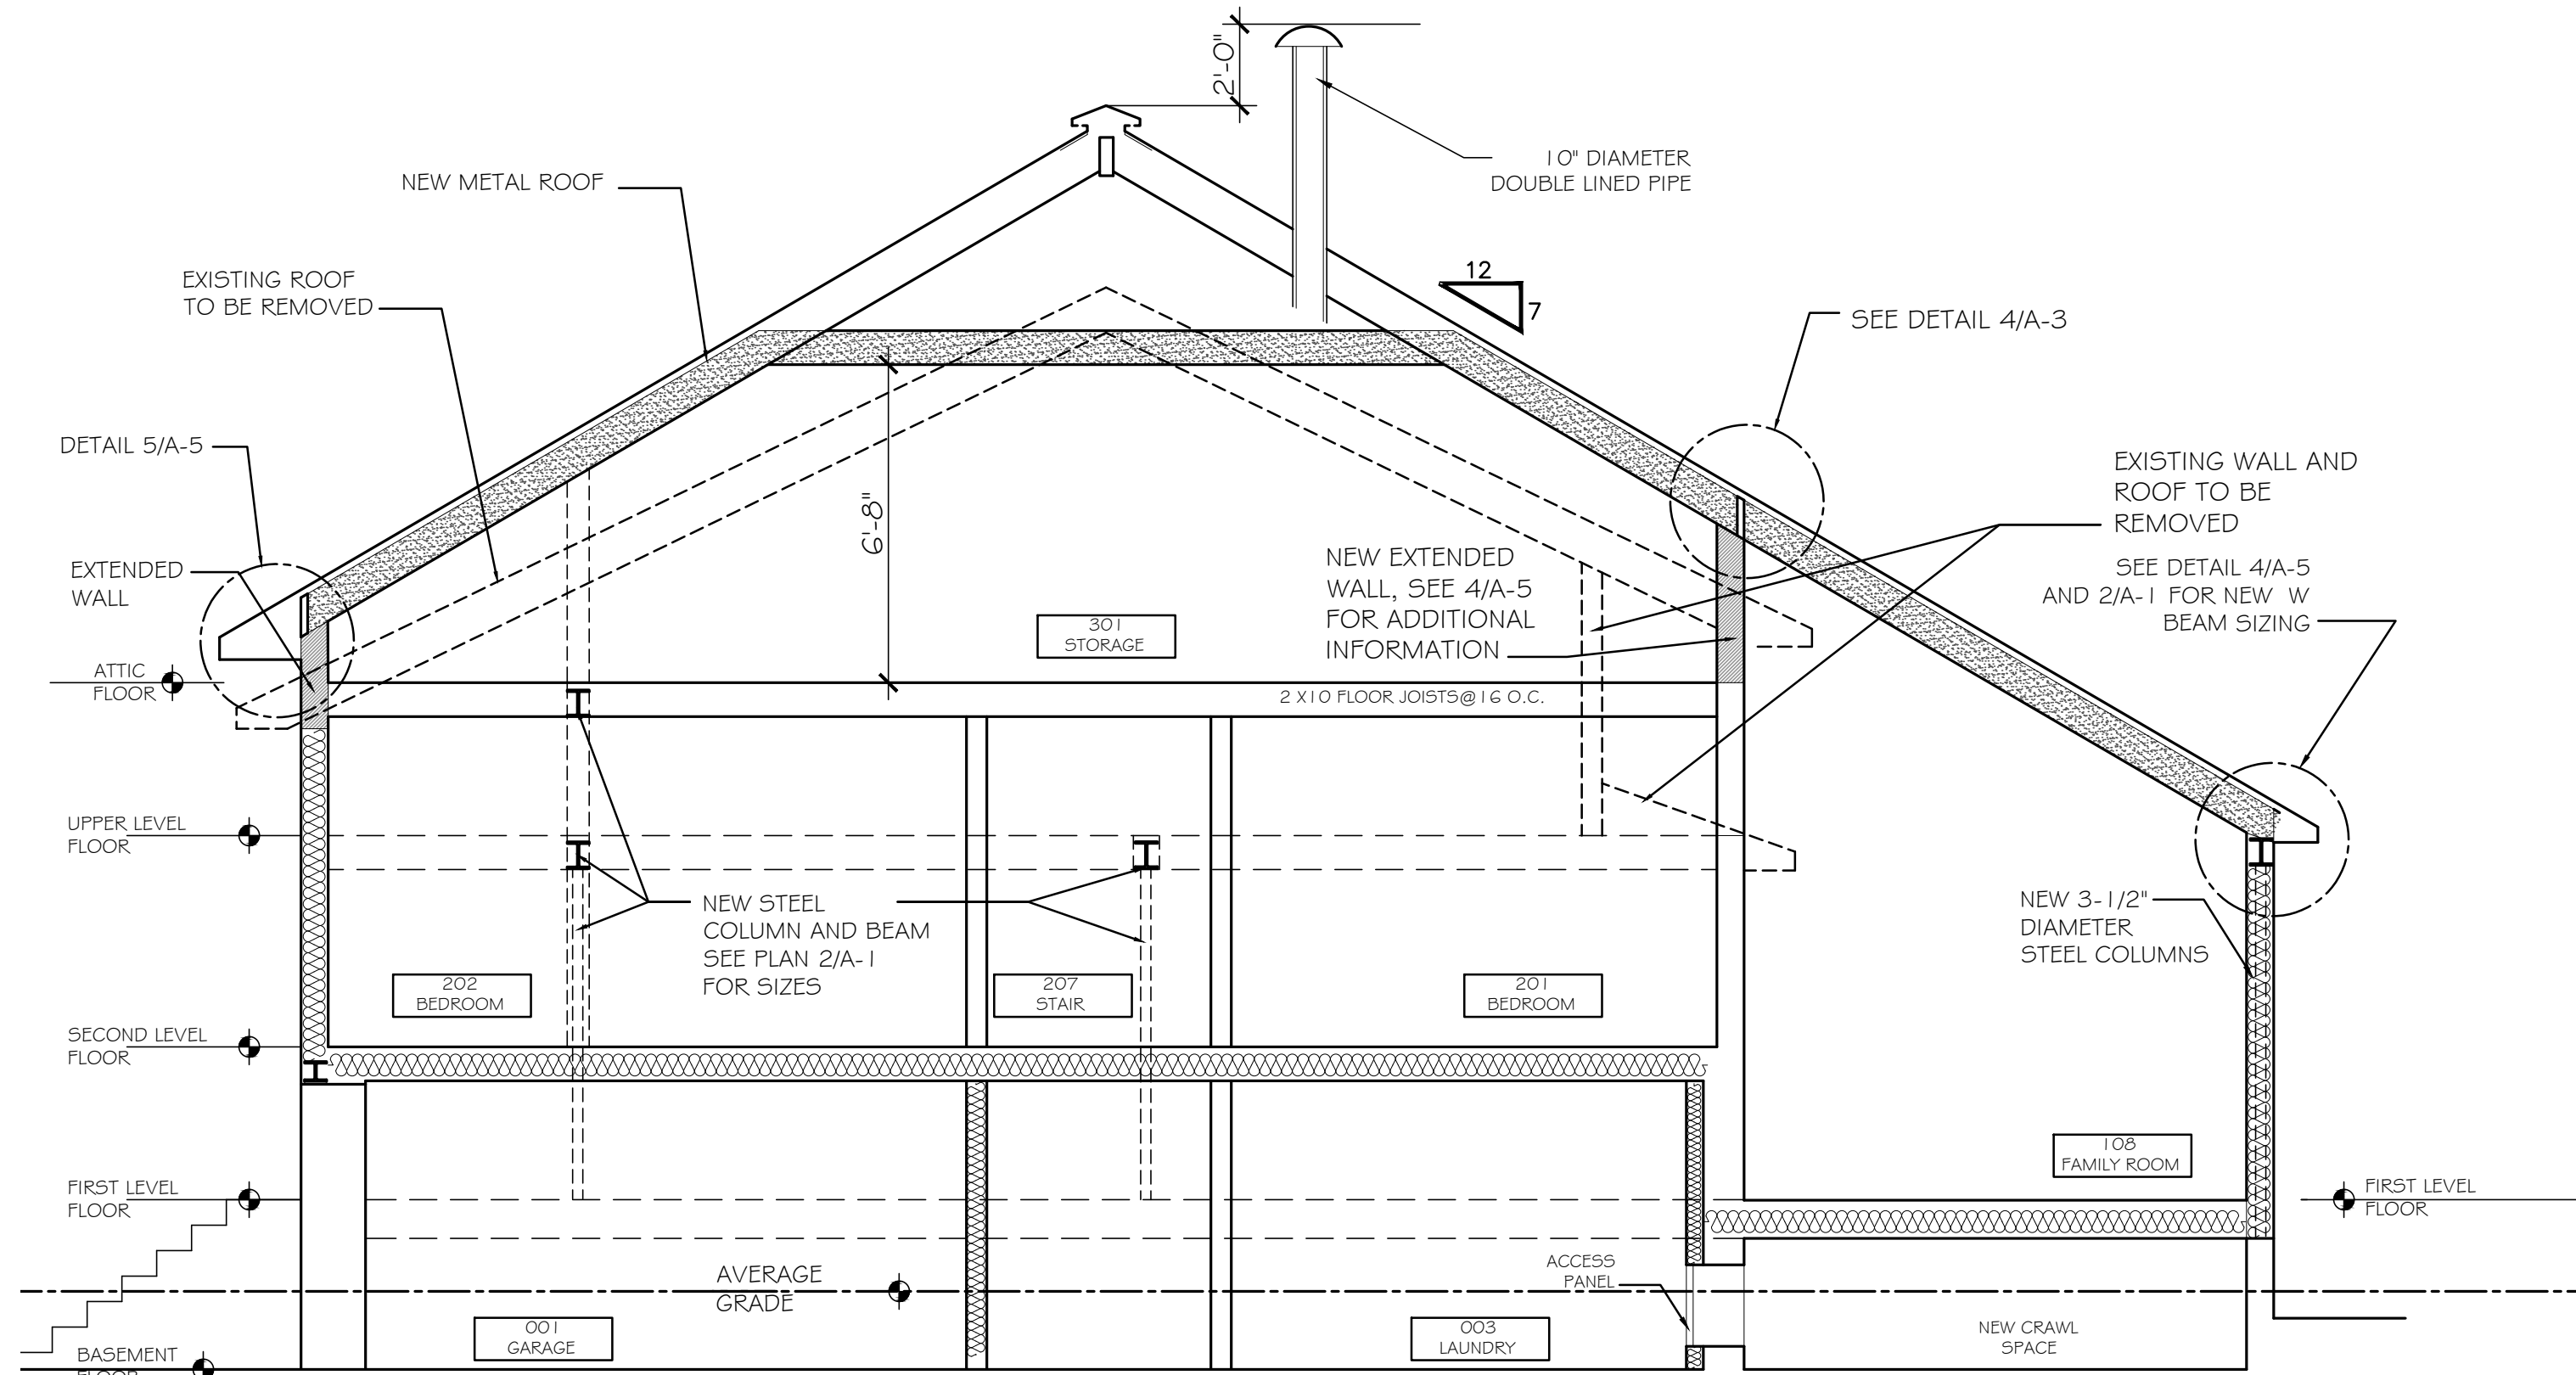 2'-0"
10" DIAMETER
DOUBLE LINED PIPE
NEW METAL ROOF
EXISTING ROOF
TO BE REMOVED
12
7
SEE DETAIL 4/A-3
DETAIL 5/A-5
EXISTING WALL AND
ROOF TO BE
REMOVED
6'-8"
EXTENDED
WALL
NEW EXTENDED
WALL, SEE 4/A-5
FOR ADDITIONAL
INFORMATION
SEE DETAIL 4/A-5
AND 2/A-1 FOR NEW W
BEAM SIZING
301
STORAGE
ATTIC
FLOOR
2 X10 FLOOR JOISTS@16 O.C.
UPPER LEVEL
FLOOR
NEW STEEL
COLUMN AND BEAM
SEE PLAN 2/A-1
FOR SIZES
NEW 3-1/2"
DIAMETER
STEEL COLUMNS
202
BEDROOM
207
STAIR
201
BEDROOM
SECOND LEVEL
FLOOR
108
FAMILY ROOM
FIRST LEVEL
FLOOR
FIRST LEVEL
FLOOR
AVERAGE
GRADE
ACCESS
PANEL
001
GARAGE
003
LAUNDRY
NEW CRAWL
SPACE
BASEMENT
FLOOR